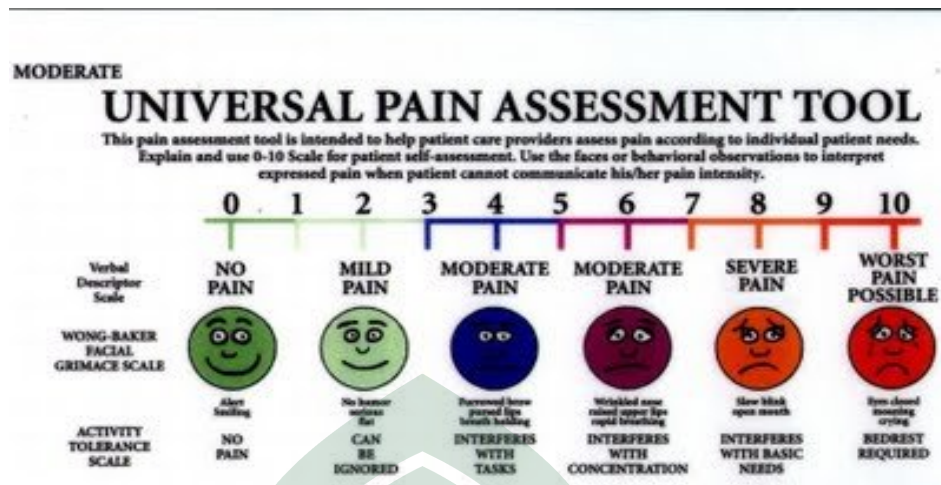 MODERATE
UNIVERSAL PAIN ASSESSMENT TOOL
This pain assessment tool is intended to help patient care providers assess pain according to individual patient needs.
Explain and use 0-10 Scale for patient self-assessment. Use the faces or behavioral observations to interpret
expressed pain when patient cannot communicate his/her pain intensity.
0 1 2 3 4 5 6 7 8 9 10
Verbal
Descriptor
Scale
NO
PAIN
MILD
PAIN
MODERATE
PAIN
MODERATE
PAIN
SEVERE
PAIN
WORST
PAIN
POSSIBLE
WONG-BAKER
FACIAL
GRIMACE SCALE
Alert
Smiling
No humor
serious
flat
Furrowed brow
pursed lips
breath holding
Wrinkled nose
raised upper lips
rapid breathing
Slow blink
open mouth
Eyes closed
moaning
crying
ACTIVITY
TOLERANCE
SCALE
NO
PAIN
CAN
BE
IGNORED
INTERFERES
WITH
TASKS
INTERFERES
WITH
CONCENTRATION
INTERFERES
WITH BASIC
NEEDS
BEDREST
REQUIRED